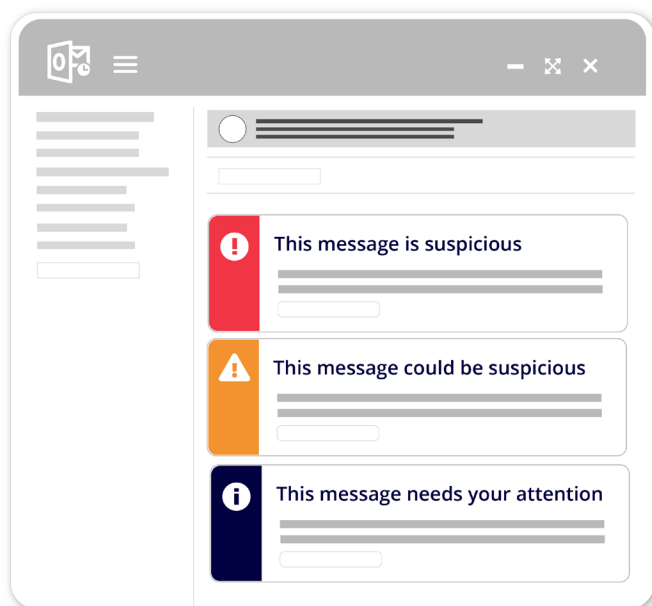 This message is suspicious
This message could be suspicious
This message needs your attention